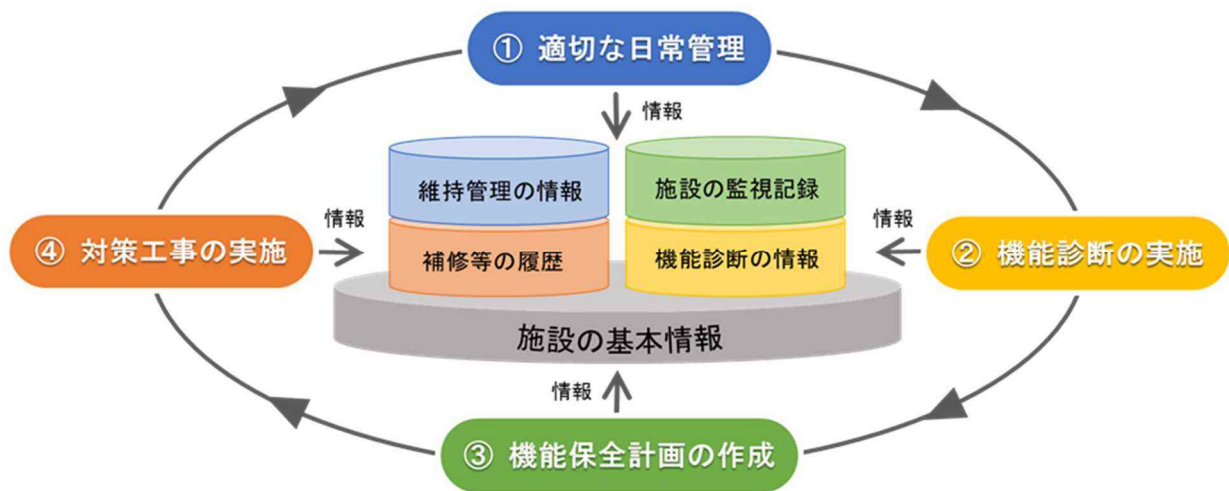 ① 適切な日常管理
情報
維持管理の情報
施設の監視記録
情報
情報
④ 対策工事の実施
補修等の履歴
機能診断の情報
② 機能診断の実施
施設の基本情報
情報
③ 機能保全計画の作成